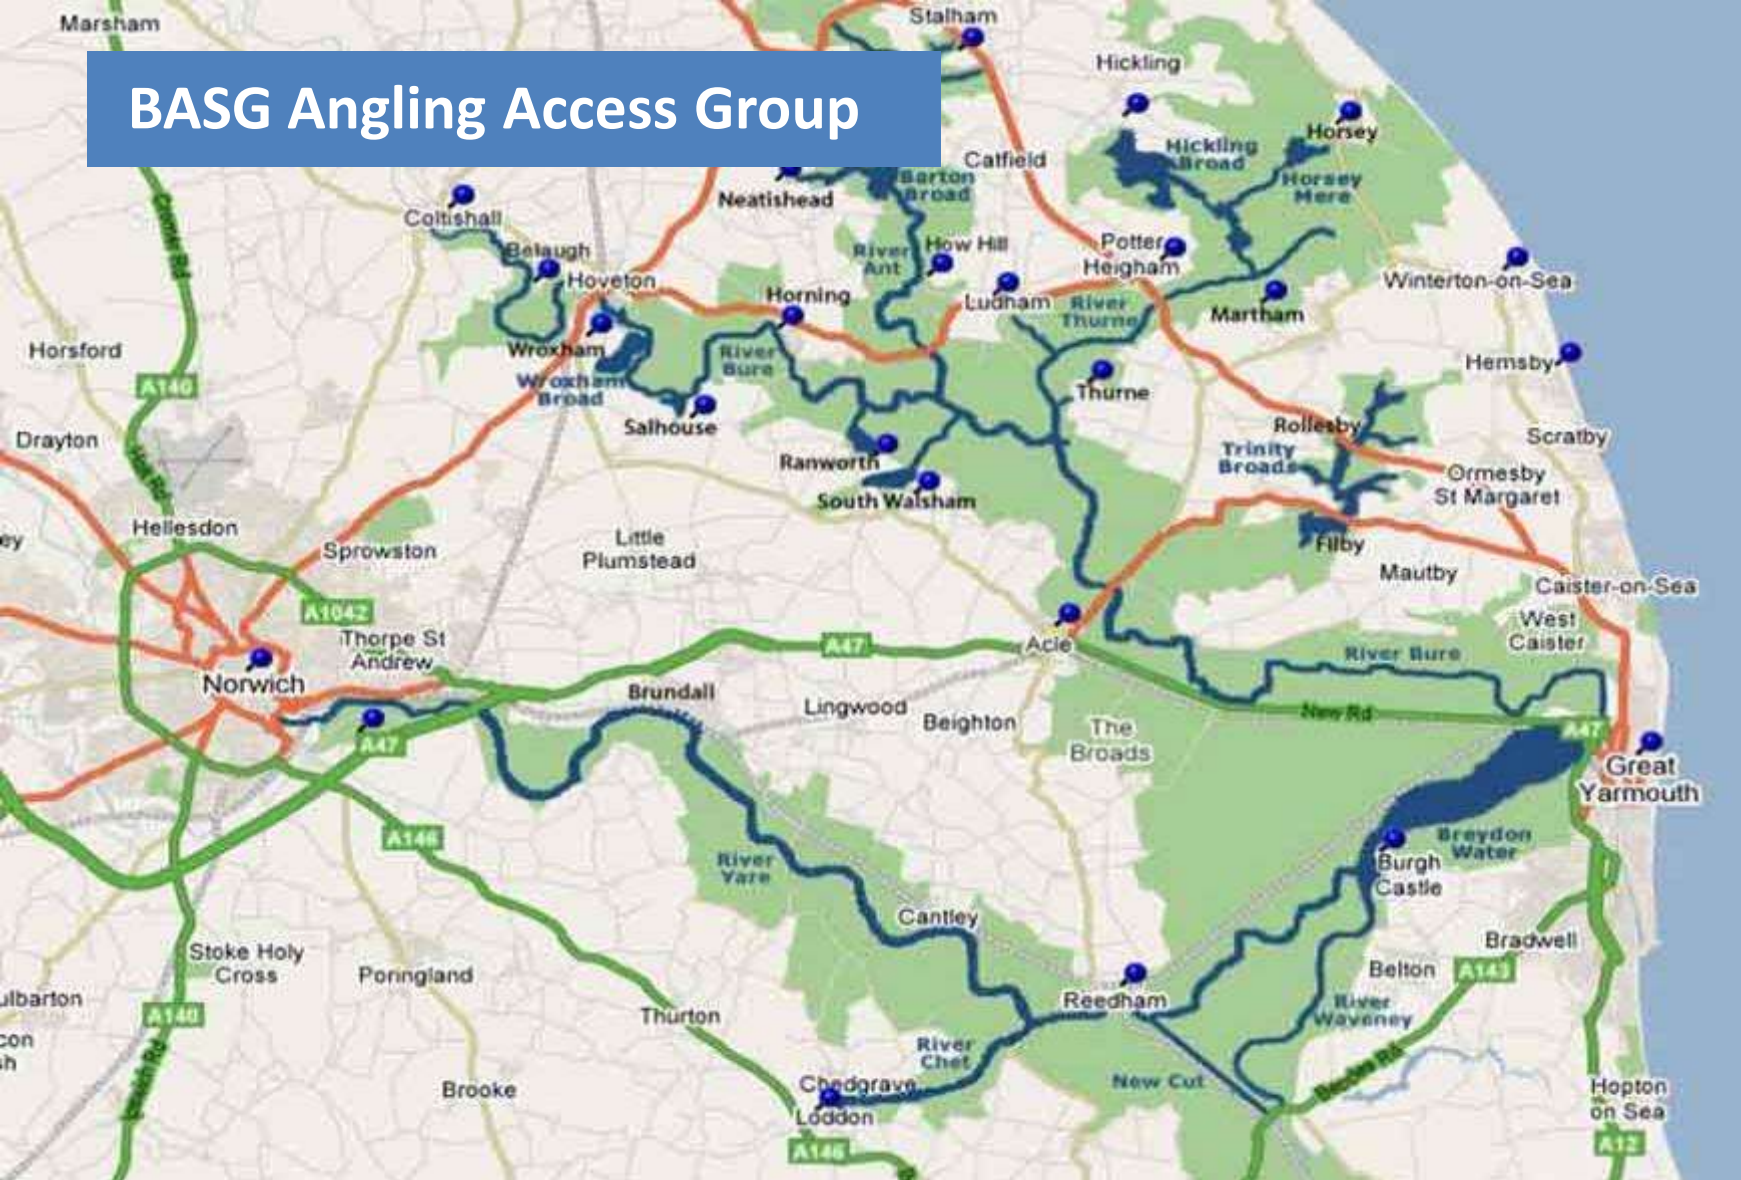 Marsham
Stalham
BASG Angling Access Group
Hickling
Horsey
Hickling
Broad
Catfield
Barton
Broad
Horsey
Mere
Neatishead
Coltishall
Belaugh
River
Ant
How Hill
Potter
Heigham
Hoveton
Horning
Ludham
River
Thurne
Martham
Winterton-on-Sea
Horsford
Wroxham
River
Bure
Hemsby
A140
Wroxham
Broad
Thurne
Salhouse
Rollesby
Drayton
Trinity
Broads
Scratby
Ranworth
Ormesby
St Margaret
South Walsham
Hellesdon
Sprowston
Little
Plumstead
Filby
Mautby
Caister-on-Sea
A1042
West
Caister
Thorpe St
Andrew
A47
Acle
River Bure
Norwich
Brundall
Lingwood
Beighton
New Rd
The
Broads
A47
A47
Great
Yarmouth
A146
Breydon
Water
River
Yare
Burgh
Castle
Cantley
Stoke Holy
Cross
Poringland
Bradwell
Belton
A143
ulbarton
Reedham
River
Waveney
A140
Thurton
River
Chet
New Cut
Beccles Rd
Ipswich Rd
Brooke
Chedgrave
Loddon
Hopton
on Sea
A146
A12